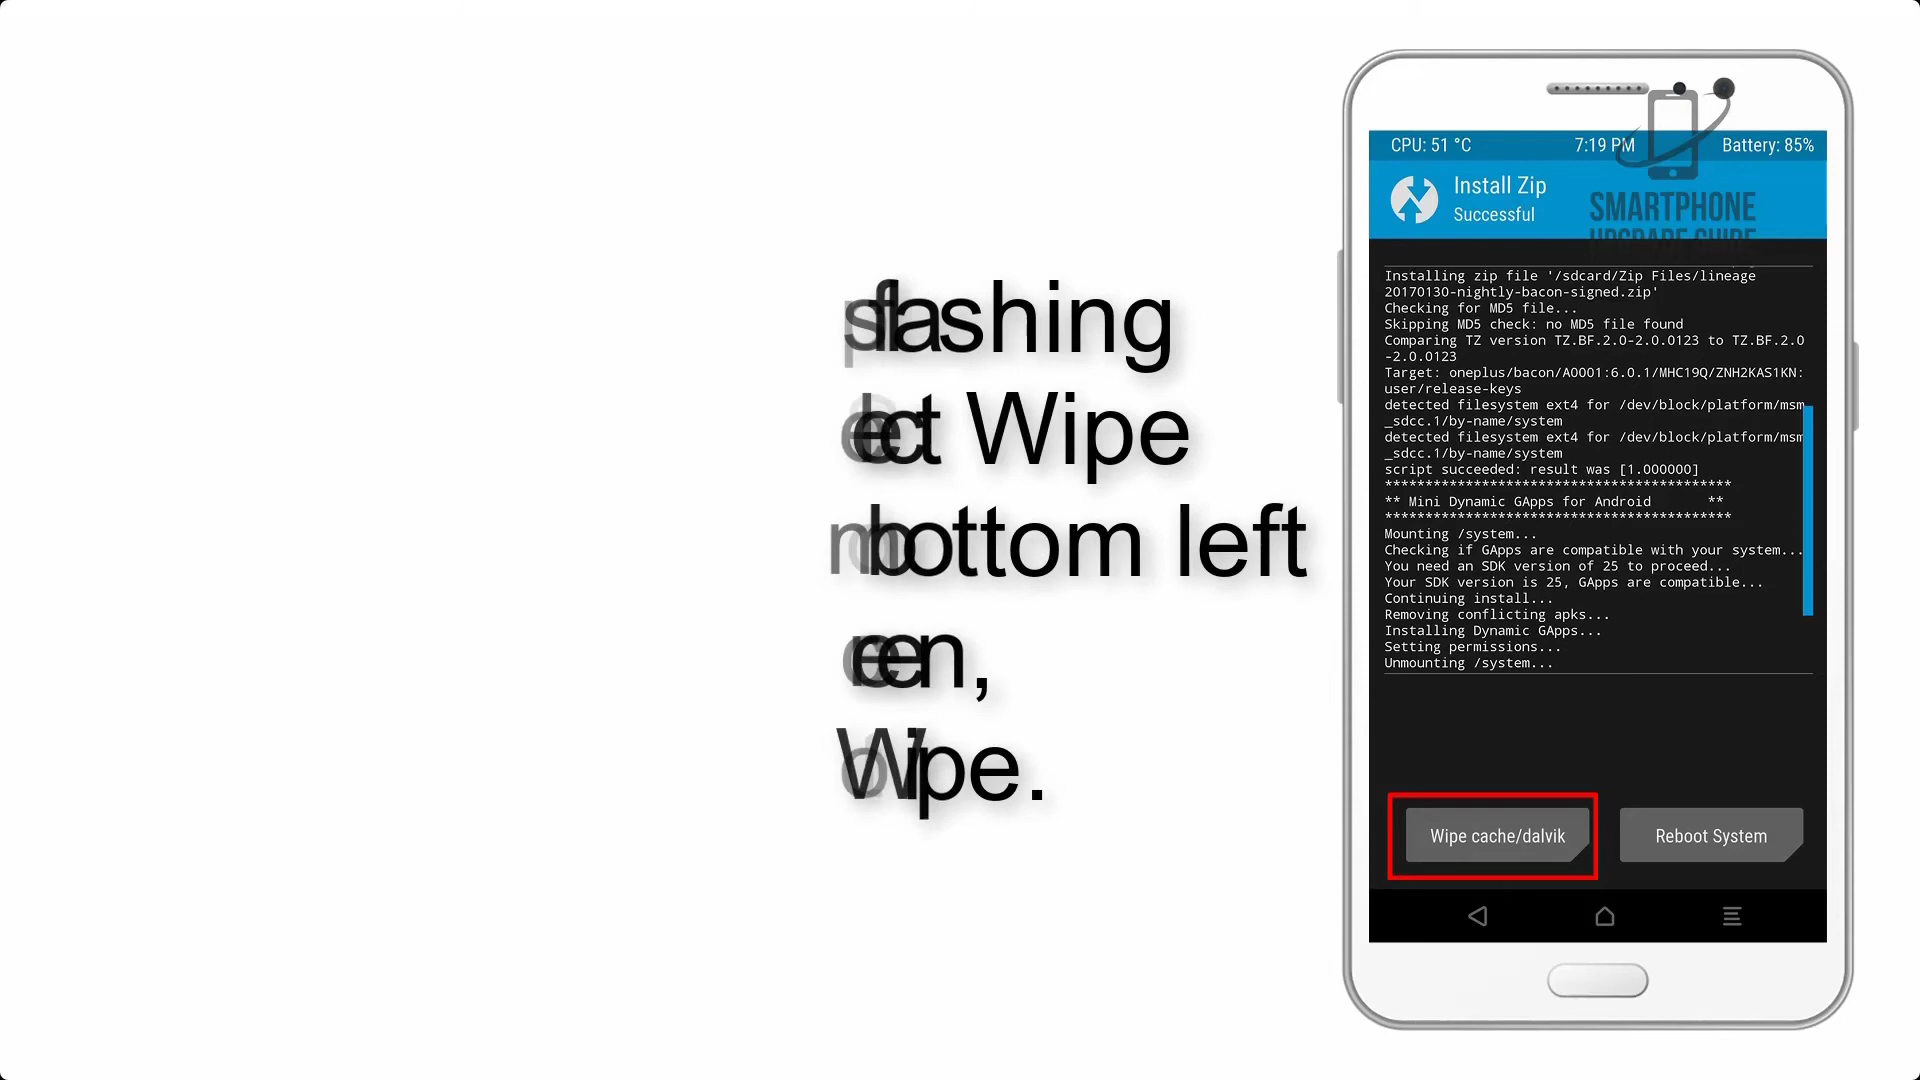 flashing
Wipe
bottom left
Wipe.
CPU: 51 °C 7:19 PM Battery: 85%
Install Zip
Successful
SMARTPHONE
UPGRADE GUIDE
Installing zip file '/sdcard/Zip Files/lineage
20170130-nightly-bacon-signed.zip'
Checking for MD5 file...
Skipping MD5 check: no MD5 file found
Comparing TZ version TZ.BF.2.0-2.0.0123 to TZ.BF.2.0
-2.0.0123
Target: oneplus/bacon/A0001:6.0.1/MHC19Q/ZNH2KAS1KN:
user/release-keys
detected filesystem ext4 for /dev/block/platform/msm
_sdcc.1/by-name/system
detected filesystem ext4 for /dev/block/platform/msm
_sdcc.1/by-name/system
script succeeded: result was [1.000000]
*******************************************
** Mini Dynamic GApps for Android **
*******************************************
Mounting /system...
Checking if GApps are compatible with your system...
You need an SDK version of 25 to proceed...
Your SDK version is 25, GApps are compatible...
Continuing install...
Removing conflicting apks...
Installing Dynamic GApps...
Setting permissions...
Unmounting /system...
Wipe cache/dalvik Reboot System